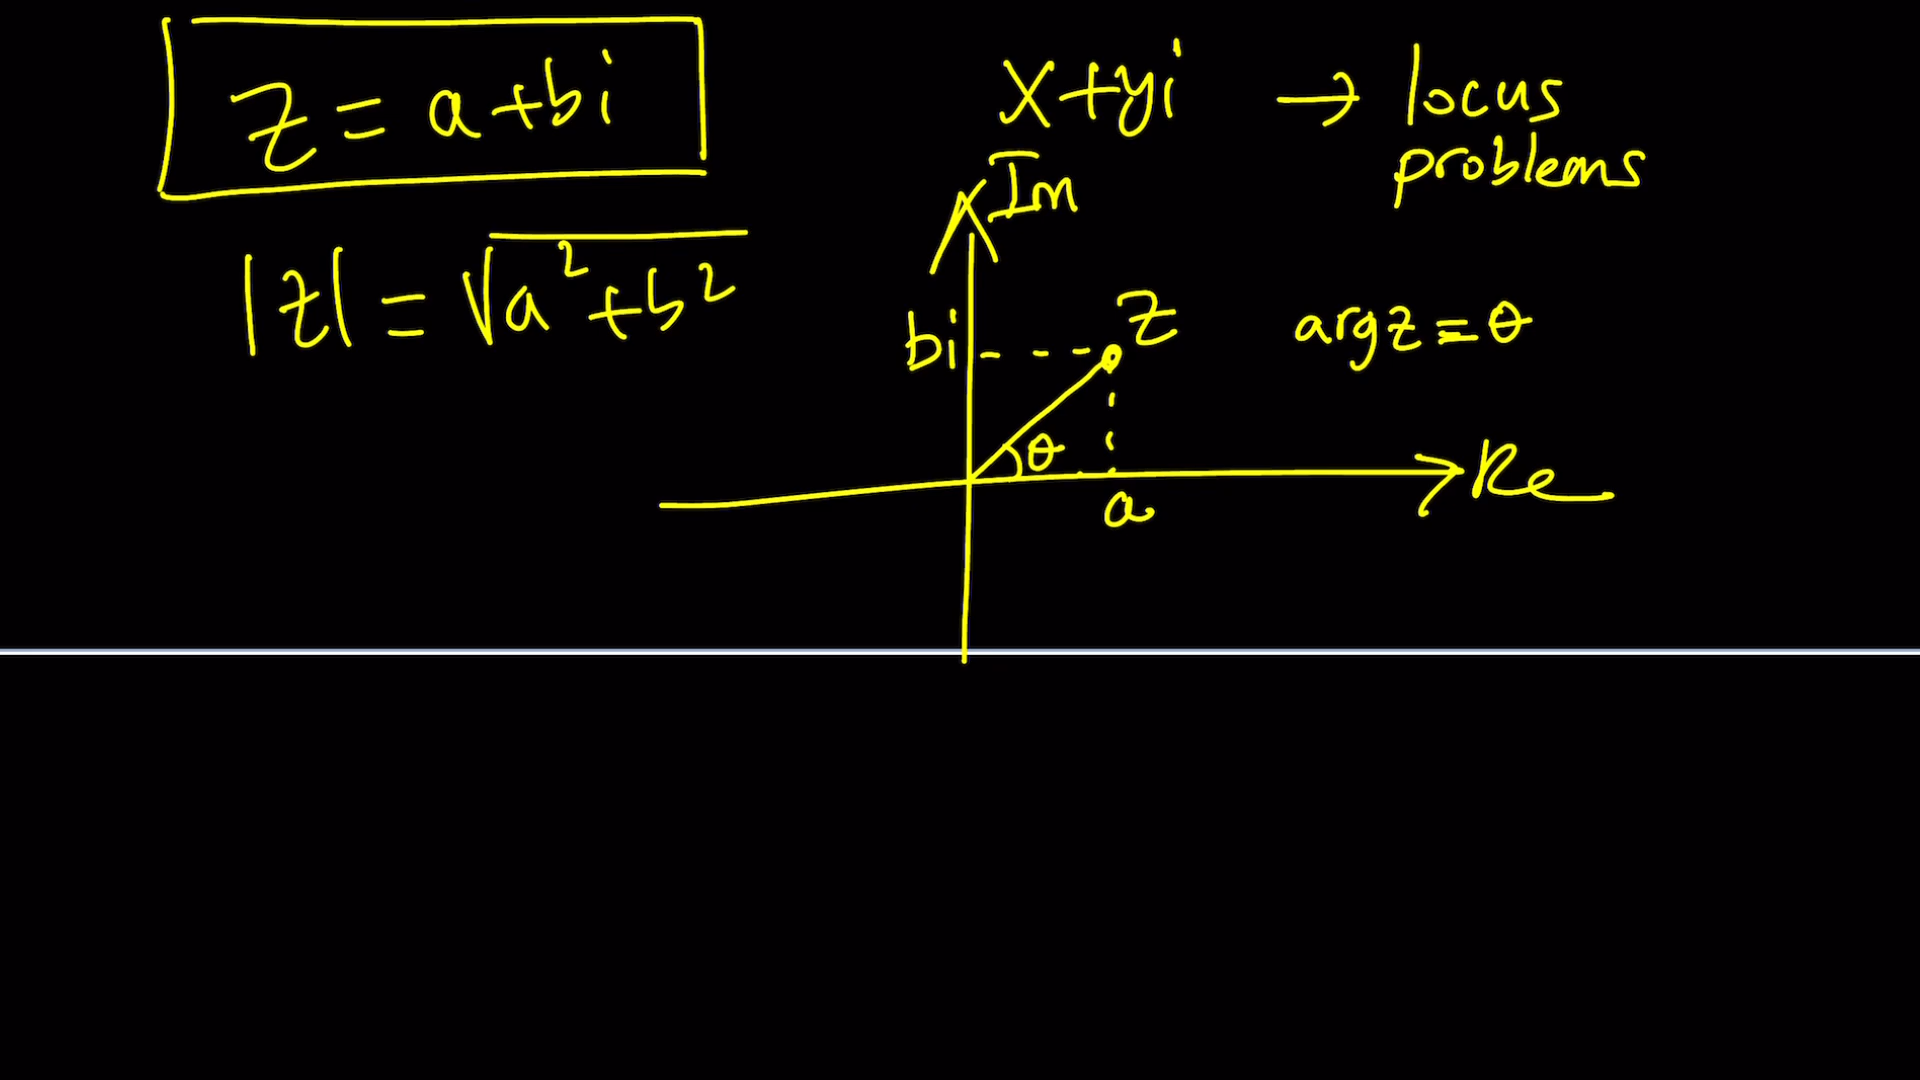 z = a+bi
|z| = √a²+b²
x+yi → locus
problems
Im
bi
z
arg z = θ
θ
Re
a